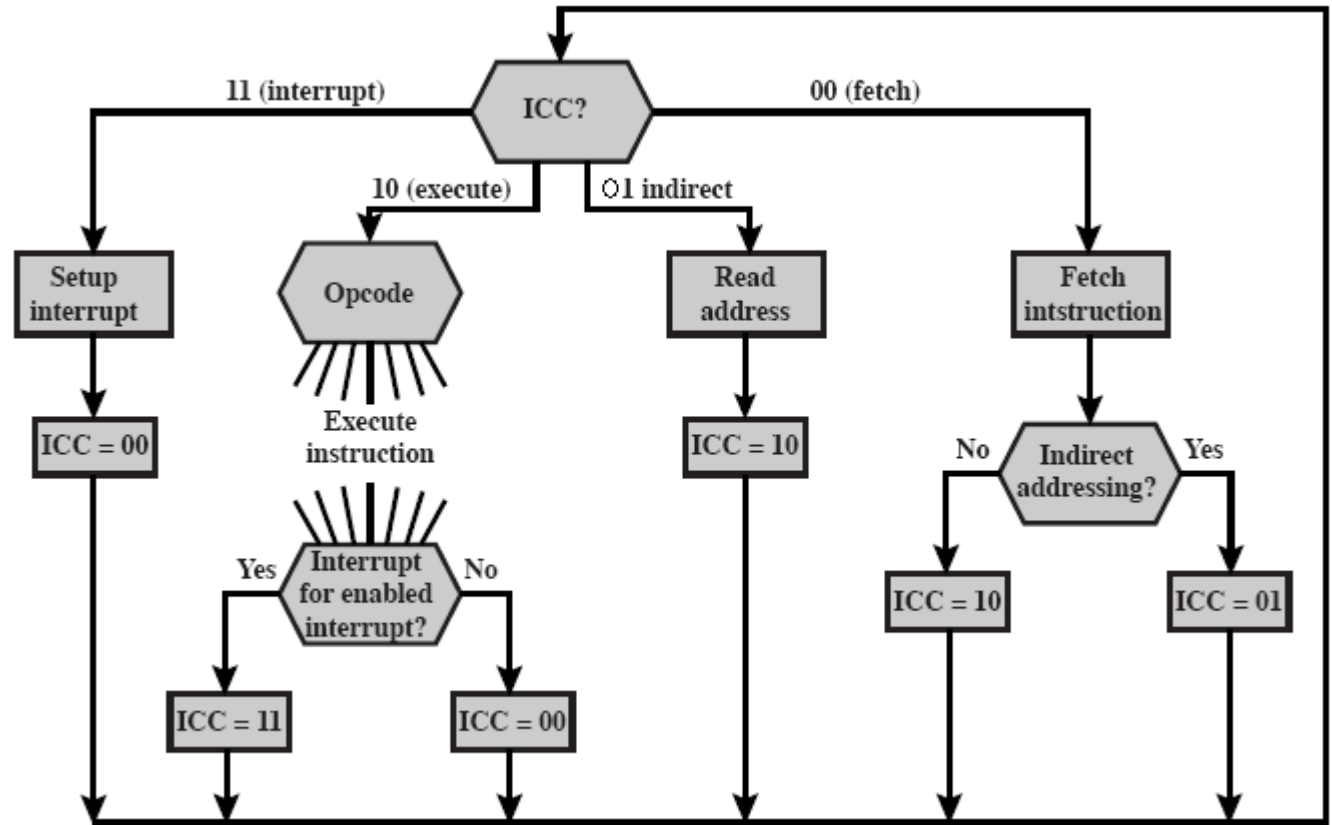 11 (interrupt)
ICC?
00 (fetch)
10 (execute)
01 indirect
Setup
interrupt
Opcode
Read
address
Fetch
intstruction
ICC = 00
Execute
instruction
ICC = 10
No
Indirect
addressing?
Yes
Yes
Interrupt
for enabled
interrupt?
No
ICC = 10
ICC = 01
ICC = 11
ICC = 00